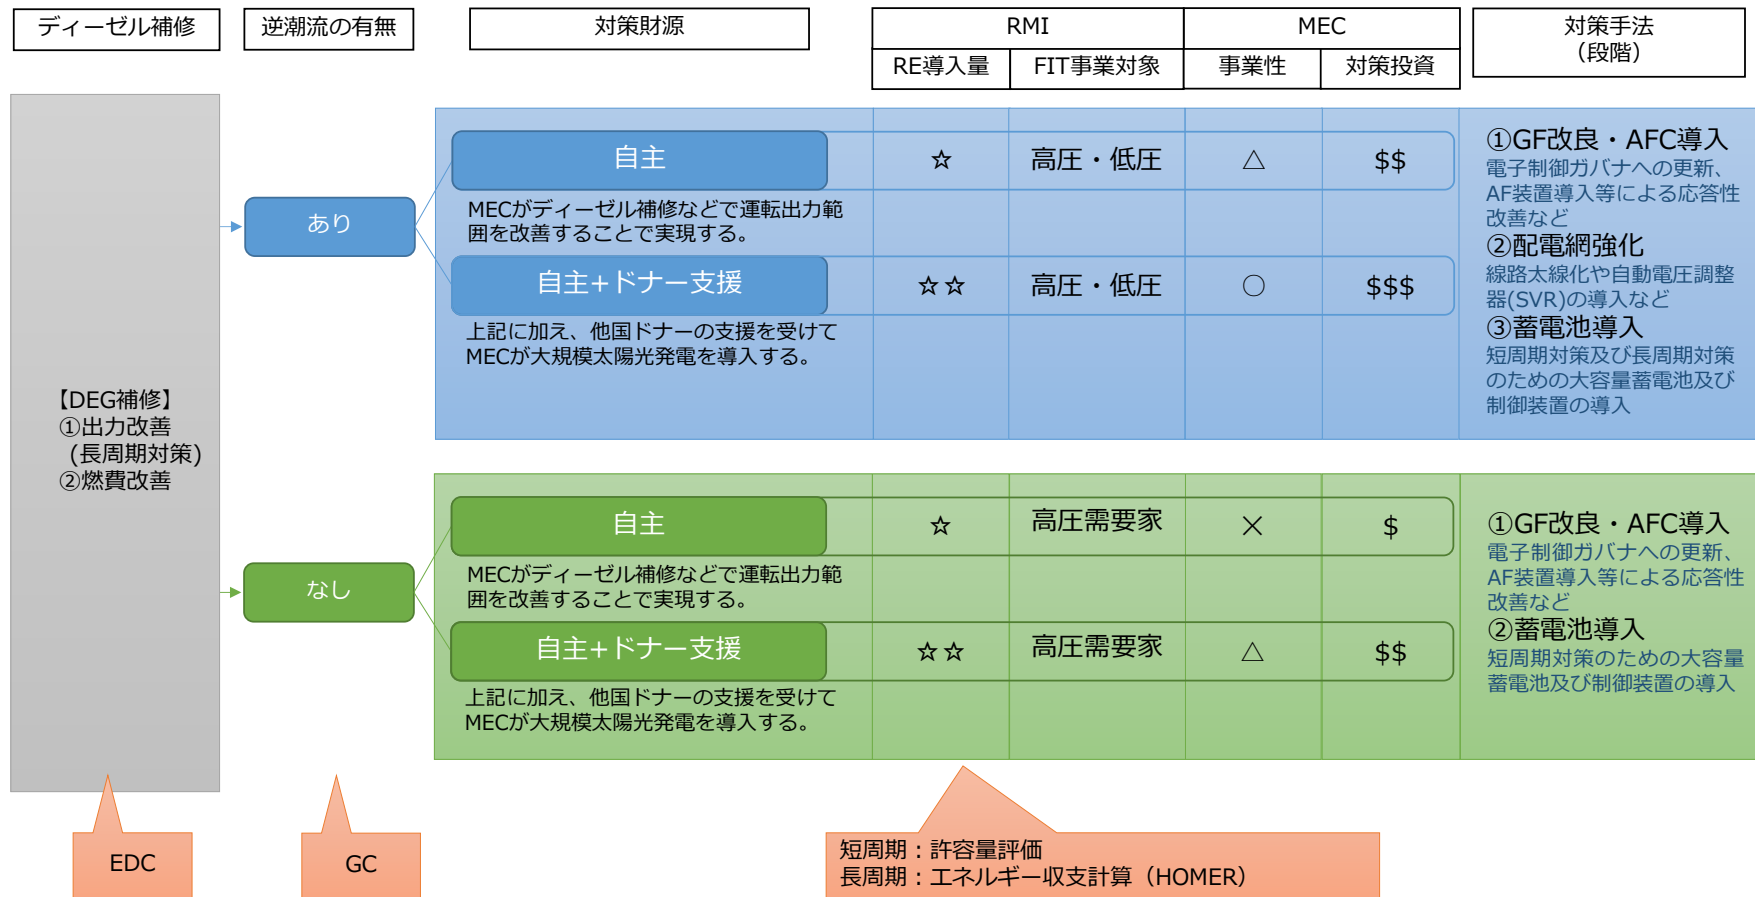 ディーゼル補修
逆潮流の有無
対策財源
RMI
MEC
対策手法
（段階）
RE導入量
FIT事業対象
事業性
対策投資
【DEG補修】
①出力改善
(長周期対策)
②燃費改善
あり
自主
☆
高圧・低圧
△
$$
MECがディーゼル補修などで運転出力範
囲を改善することで実現する。
自主+ドナー支援
☆☆
高圧・低圧
○
$$$
上記に加え、他国ドナーの支援を受けて
MECが大規模太陽光発電を導入する。
①GF改良・AFC導入
電子制御ガバナへの更新、
AF装置導入等による応答性
改善など
②配電網強化
線路太線化や自動電圧調整
器(SVR)の導入など
③蓄電池導入
短周期対策及び長周期対策
のための大容量蓄電池及び
制御装置の導入
なし
自主
☆
高圧需要家
×
$
MECがディーゼル補修などで運転出力範
囲を改善することで実現する。
自主+ドナー支援
☆☆
高圧需要家
△
$$
上記に加え、他国ドナーの支援を受けて
MECが大規模太陽光発電を導入する。
①GF改良・AFC導入
電子制御ガバナへの更新、
AF装置導入等による応答性
改善など
②蓄電池導入
短周期対策のための大容量
蓄電池及び制御装置の導入
EDC
GC
短周期：許容量評価
長周期：エネルギー収支計算（HOMER）